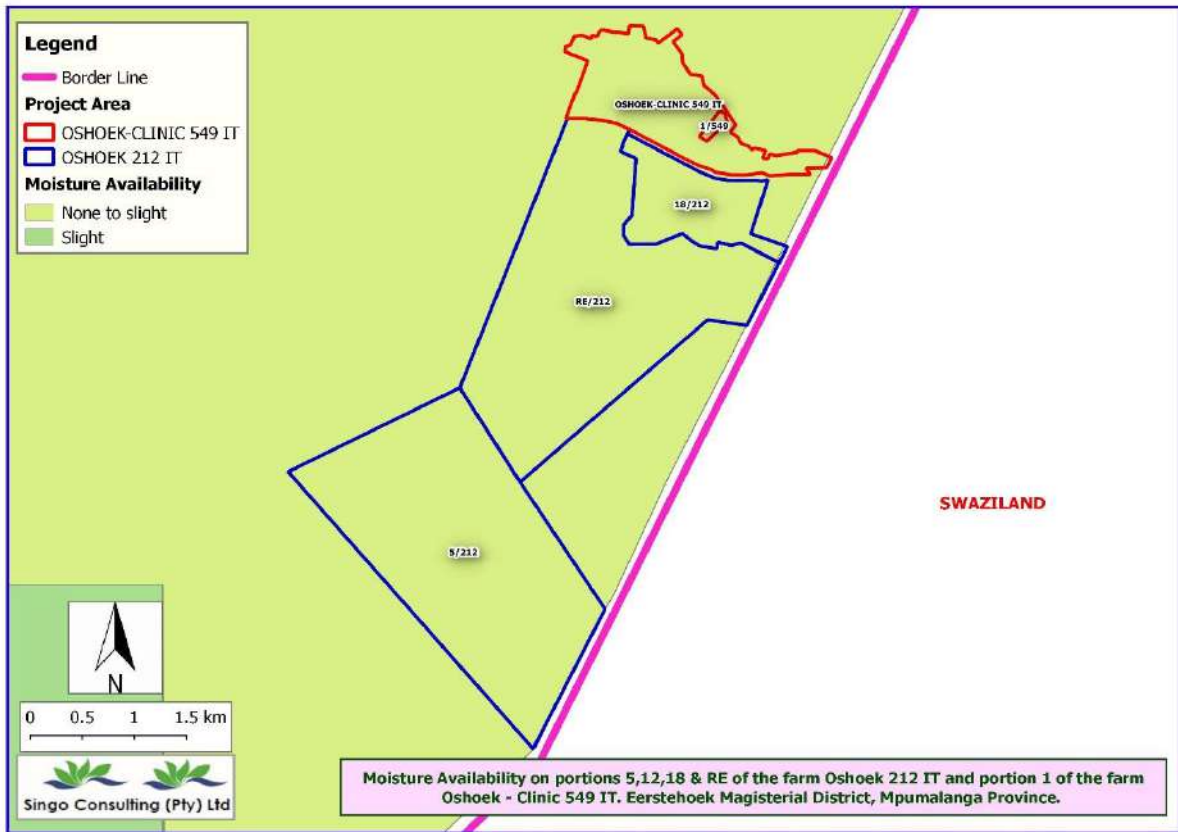 Legend
Border Line
Project Area
OSHOEK-CLINIC 549 IT
OSHOEK 212 IT
Moisture Availability
None to slight
Slight
OSHOEK-CLINIC 549 IT
1/549
18/212
RE/212
SWAZILAND
5/212
N
0 0.5 1 1.5 km
Singo Consulting (Pty) Ltd
Moisture Availability on portions 5,12,18 & RE of the farm Oshoek 212 IT and portion 1 of the farm
Oshoek - Clinic 549 IT. Eerstehoek Magisterial District, Mpumalanga Province.